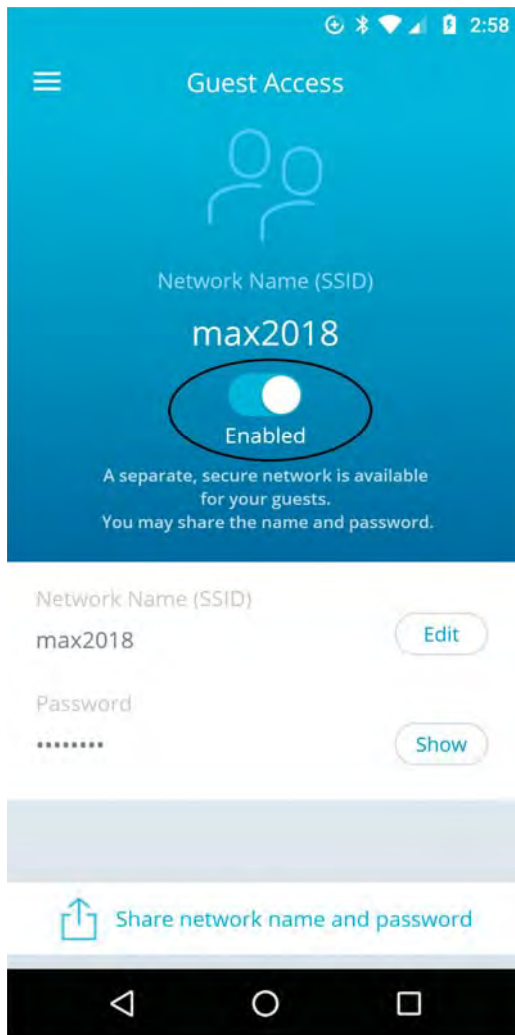 2:58
Guest Access
Network Name (SSID)
max2018
Enabled
A separate, secure network is available
for your guests.
You may share the name and password.
Network Name (SSID)
max2018
Edit
Password
••••••••
Show
Share network name and password